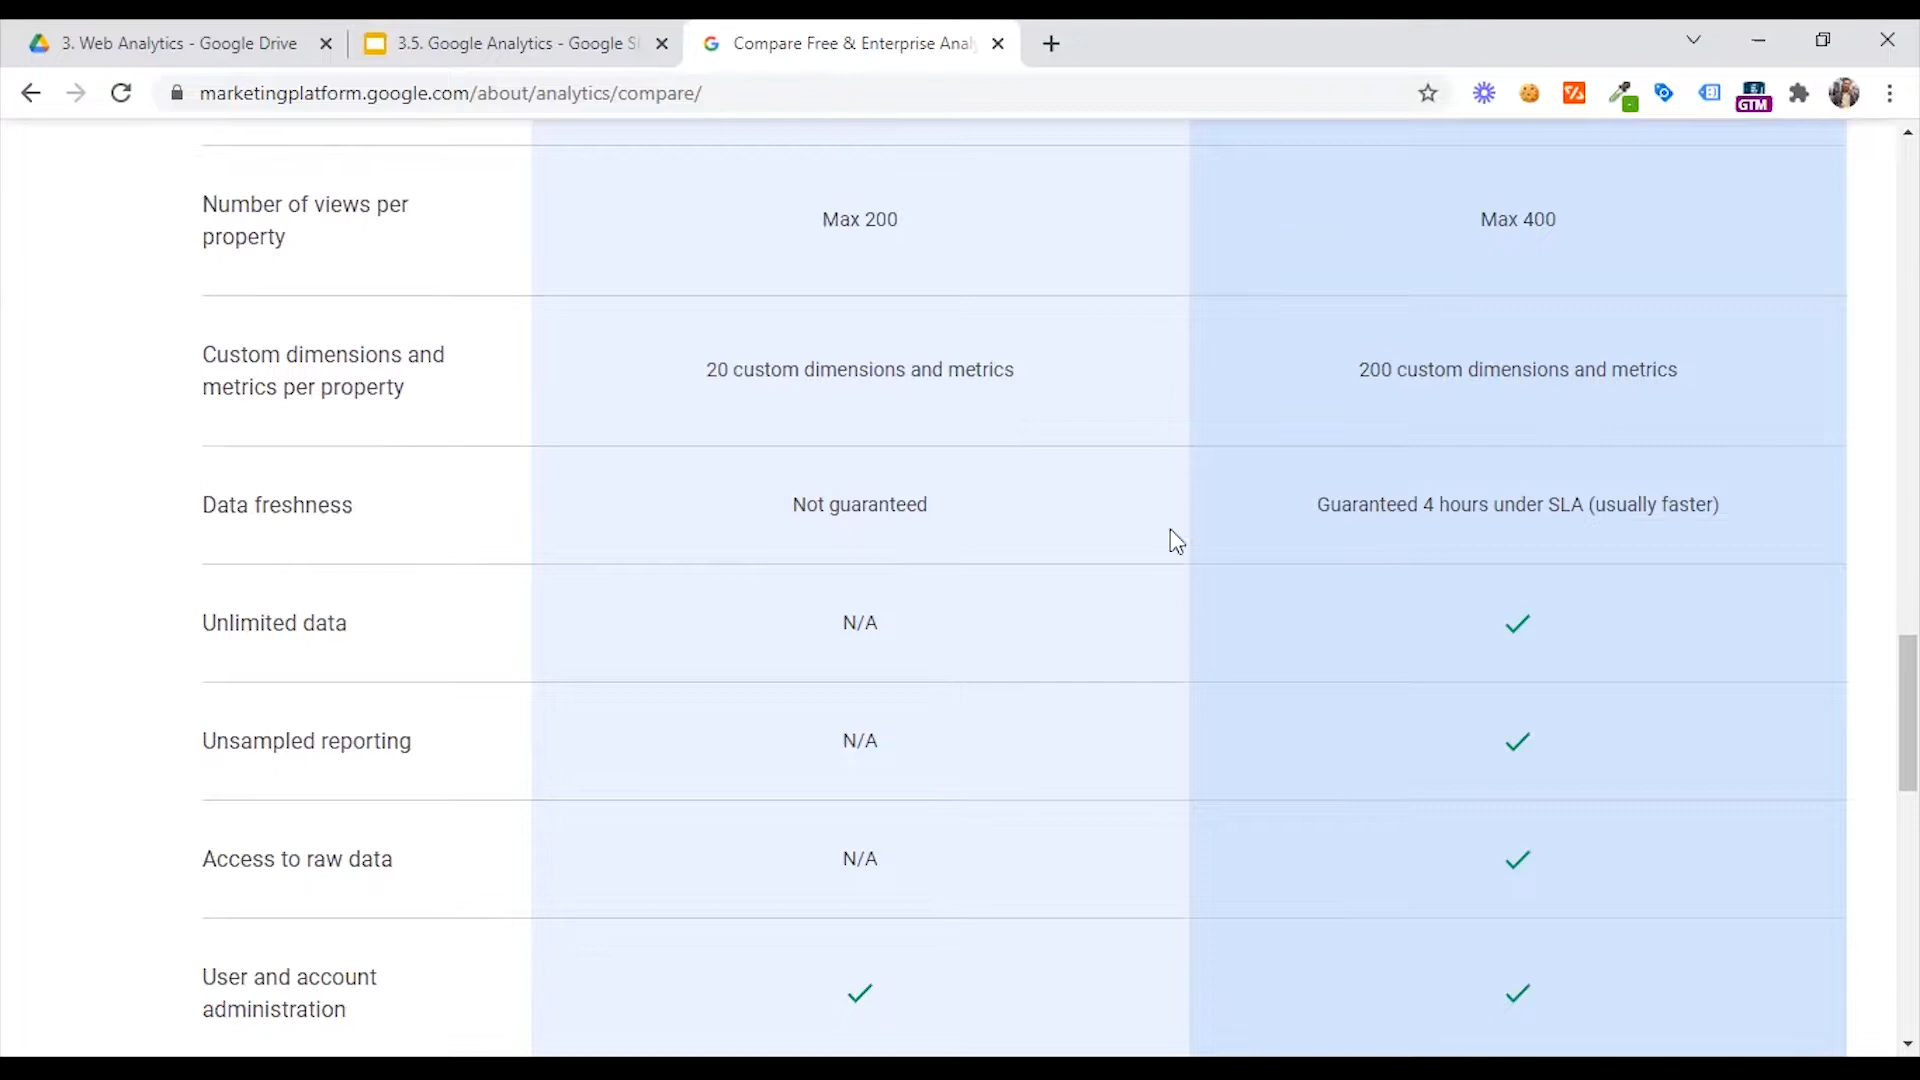 3. Web Analytics - Google Drive
3.5. Google Analytics - Google Sl
Compare Free & Enterprise Anal
marketingplatform.google.com/about/analytics/compare/
GTM
Number of views per
property
Max 200
Max 400
Custom dimensions and
metrics per property
20 custom dimensions and metrics
200 custom dimensions and metrics
Data freshness
Not guaranteed
Guaranteed 4 hours under SLA (usually faster)
Unlimited data
N/A
Unsampled reporting
N/A
Access to raw data
N/A
User and account
administration